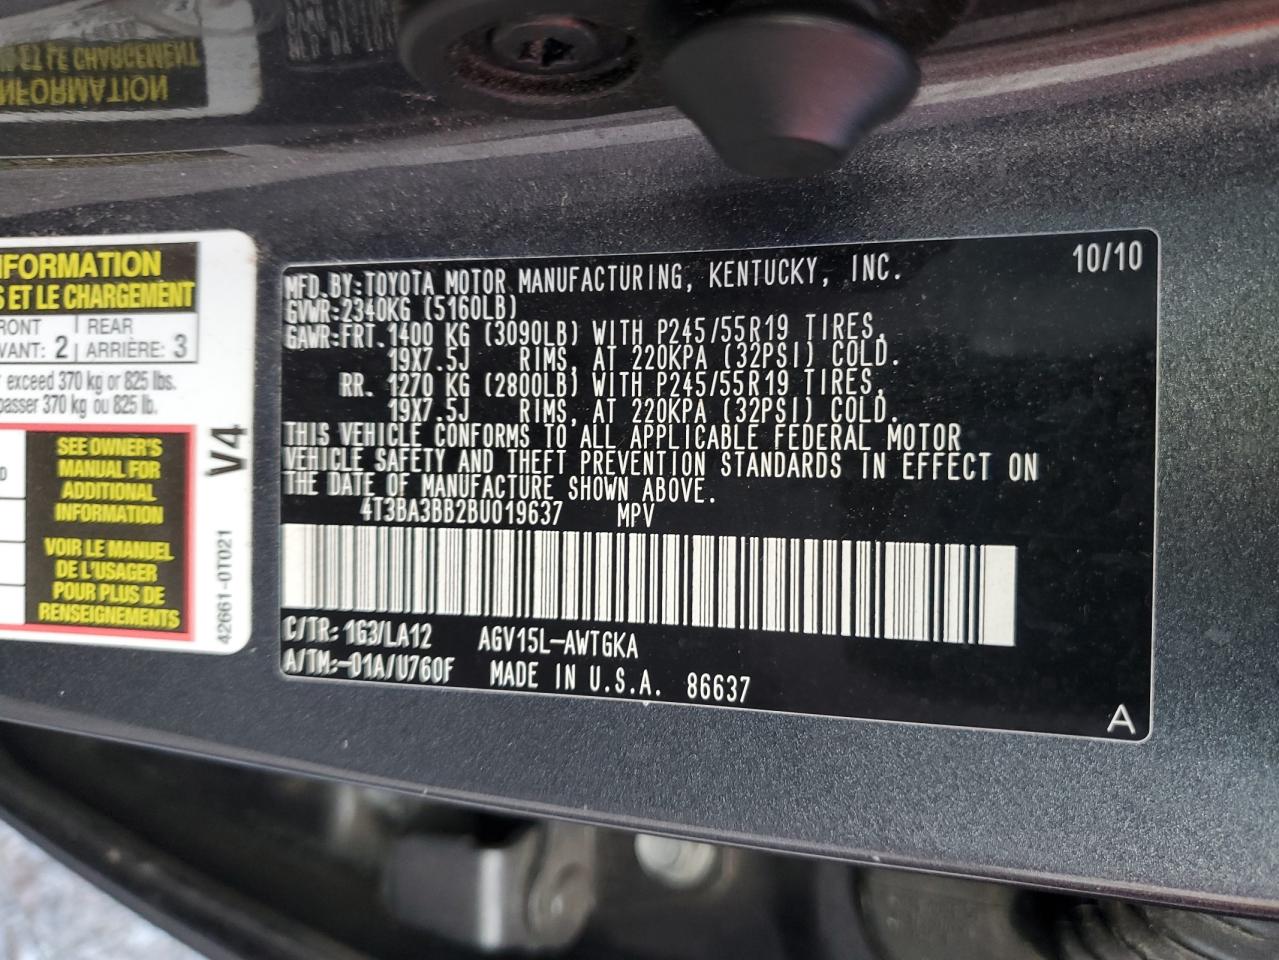 NFORMATION
S ET LE CHARGEMENT
RONT
REAR
VANT: 2
ARRIÈRE: 3
exceed 370 kg or 825 lbs.
passer 370 kg ou 825 lb.
SEE OWNER'S
MANUAL FOR
ADDITIONAL
INFORMATION
VOIR LE MANUEL
DE L'USAGER
POUR PLUS DE
RENSEIGNEMENTS
V4
42661-0T021
10/10
MFD.BY:TOYOTA MOTOR MANUFACTURING, KENTUCKY, INC.
GVWR:2340KG (5160LB)
GAWR:FRT.1400 KG (3090LB) WITH P245/55R19 TIRES,
19X7.5J RIMS, AT 220KPA (32PSI) COLD.
RR. 1270 KG (2800LB) WITH P245/55R19 TIRES,
19X7.5J RIMS, AT 220KPA (32PSI) COLD.
THIS VEHICLE CONFORMS TO ALL APPLICABLE FEDERAL MOTOR
VEHICLE SAFETY AND THEFT PREVENTION STANDARDS IN EFFECT ON
THE DATE OF MANUFACTURE SHOWN ABOVE.
4T3BA3BB2BU019637 MPV
C/TR: 1G3/LA12 AGV15L-AWTGKA
A/TM:-01A/U760F MADE IN U.S.A. 86637
A